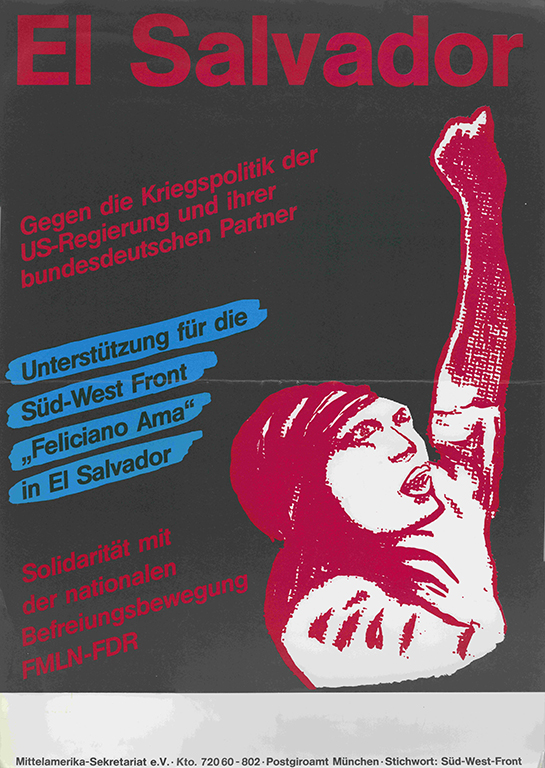 El Salvador
Gegen die Kriegspolitik der
US-Regierung und ihrer
bundesdeutschen Partner
Unterstützung für die
Süd-West Front
„Feliciano Ama“
in El Salvador
Solidarität mit
der nationalen
Befreiungsbewegung
FMLN-FDR
Mittelamerika-Sekretariat e.V. · Kto. 720 60 - 802 · Postgiroamt München · Stichwort: Süd-West-Front